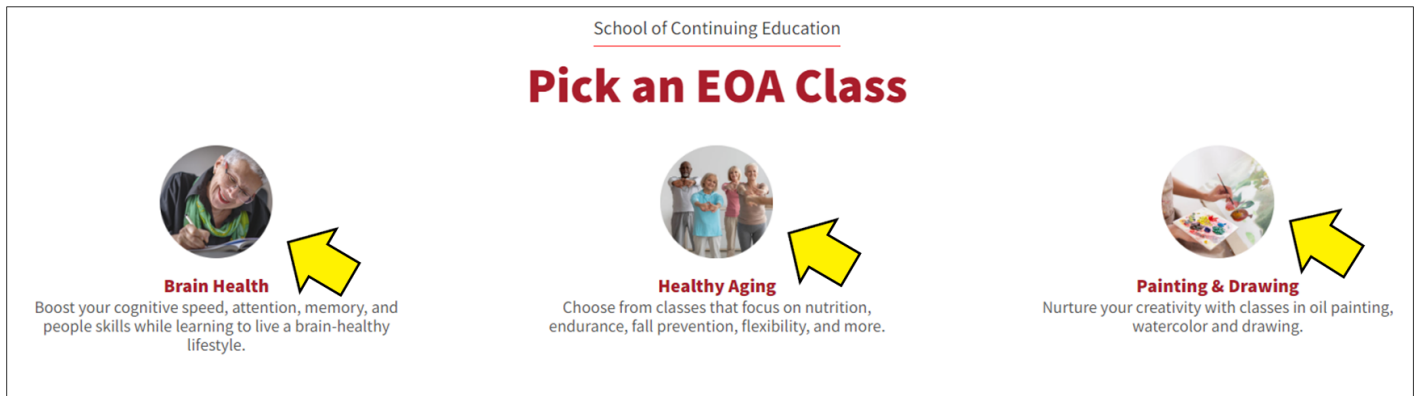 School of Continuing Education
Pick an EOA Class
Brain Health
Boost your cognitive speed, attention, memory, and
people skills while learning to live a brain-healthy
lifestyle.
Healthy Aging
Choose from classes that focus on nutrition,
endurance, fall prevention, flexibility, and more.
Painting & Drawing
Nurture your creativity with classes in oil painting,
watercolor and drawing.